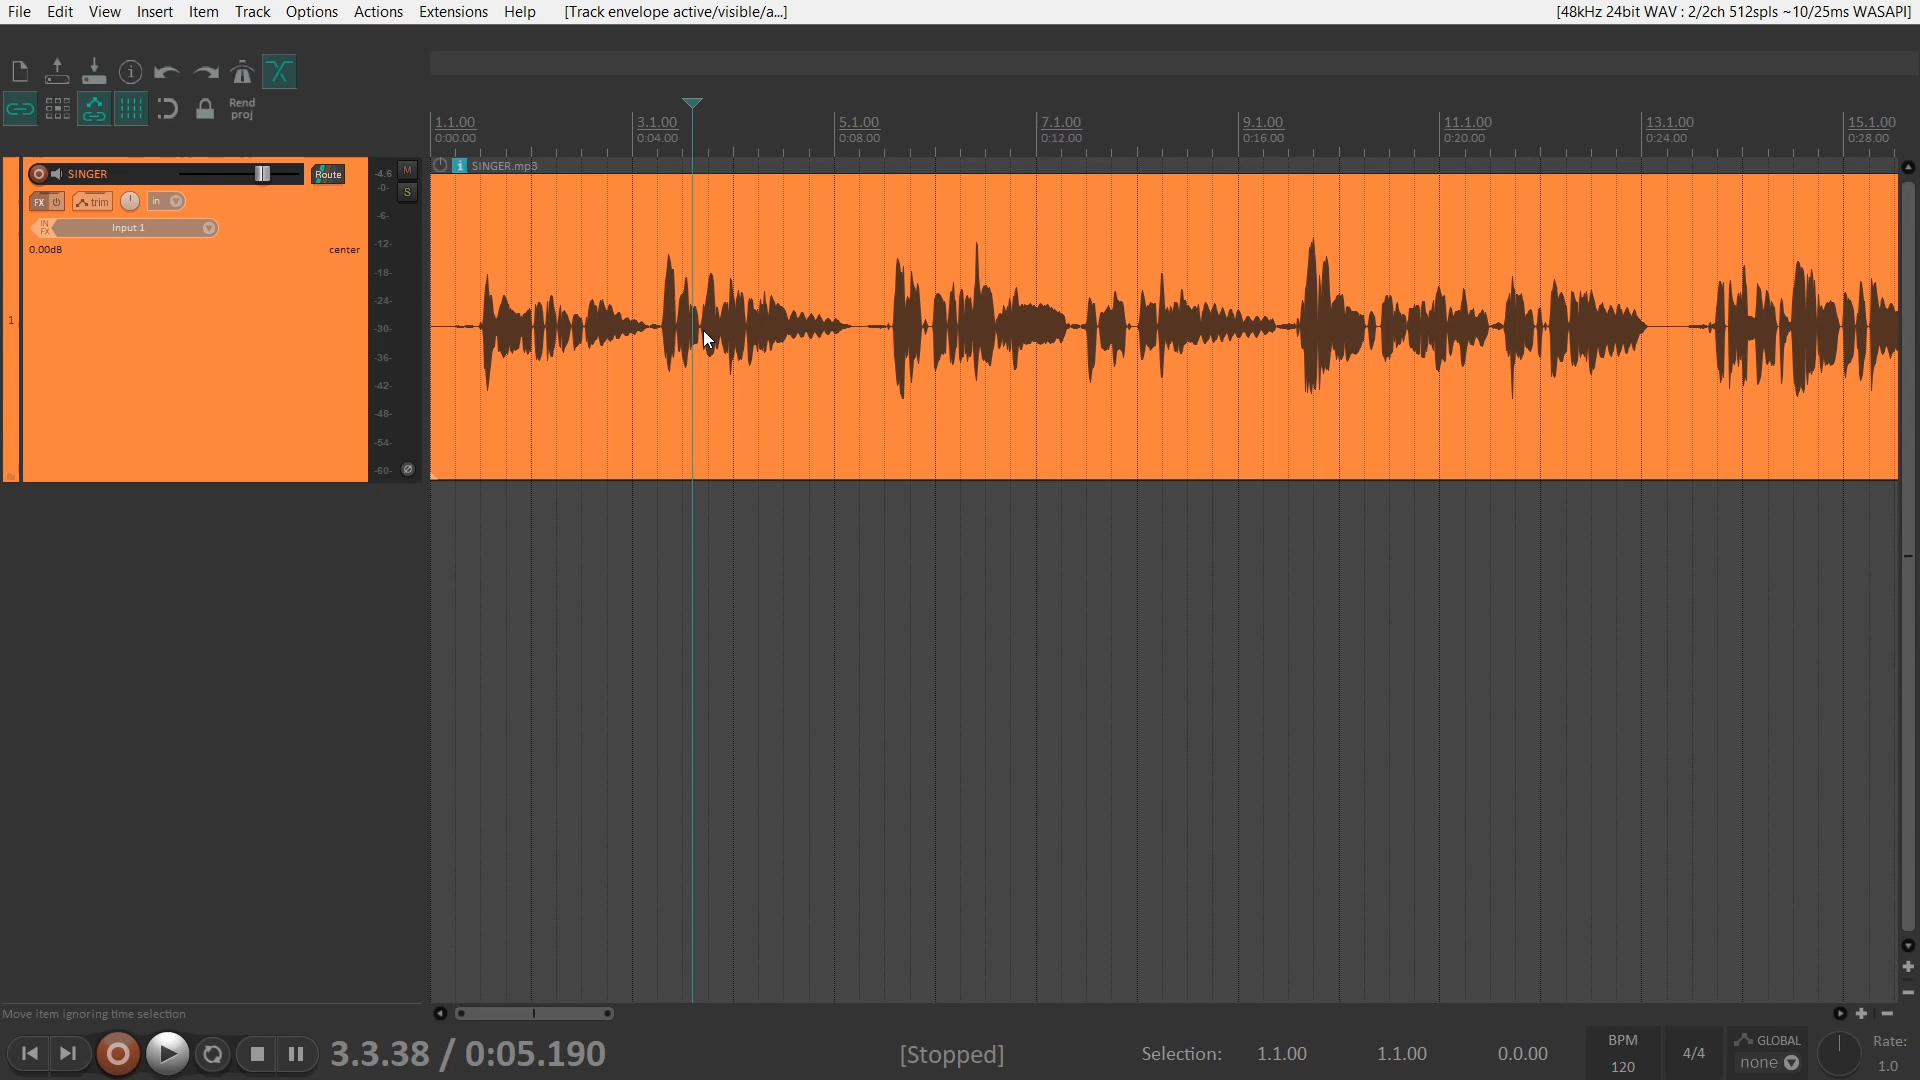 File Edit View Insert Item Track Options Actions Extensions Help [Track envelope active/visible/a...] [48kHz 24bit WAV : 2/2ch 512spls ~10/25ms WASAPI]
Rend
proj
1.1.00 3.1.00 5.1.00 7.1.00 9.1.00 11.1.00 13.1.00 15.1.00
0:00.00 0:04.00 0:08.00 0:12.00 0:16.00 0:20.00 0:24.00 0:28.00
i SINGER.mp3
SINGER Route -4.6 M
-0- S
FX trim in
-6-
IN
FX
Input 1
0.00dB center
-12-
-18-
-24-
1
-30-
-36-
-42-
-48-
-54-
-60-
Move item ignoring time selection
3.3.38 / 0:05.190 [Stopped] Selection: 1.1.00 1.1.00 0.0.00
BPM
120
4/4
GLOBAL
none
Rate:
1.0